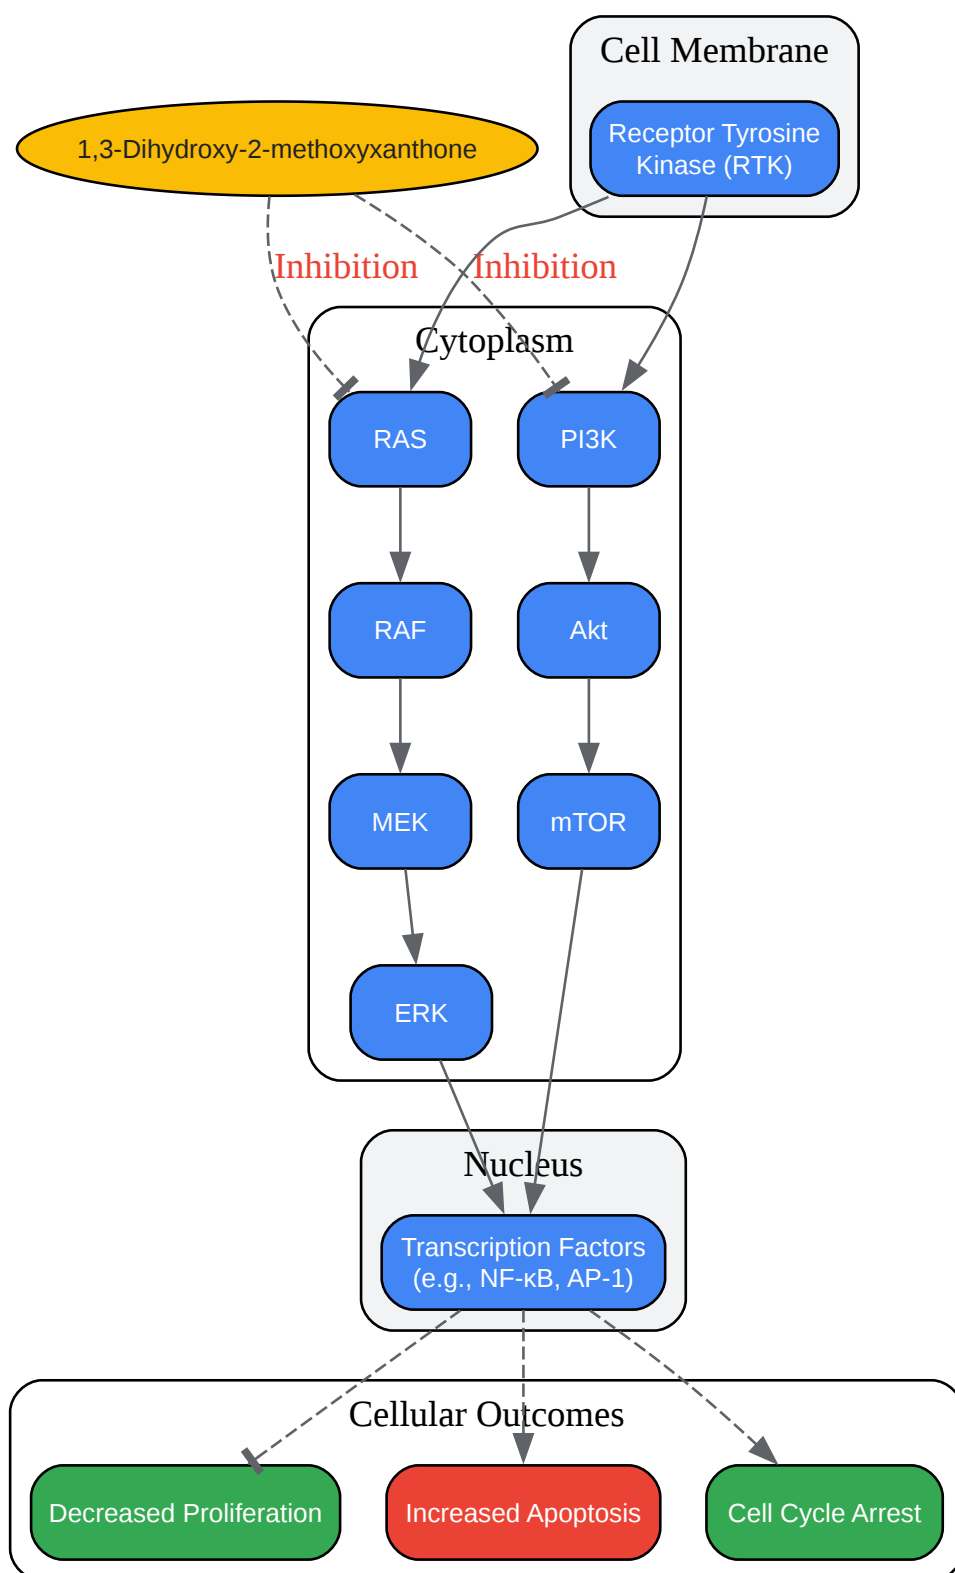 Cell Membrane
Receptor Tyrosine
Kinase (RTK)
1,3-Dihydroxy-2-methoxyxanthone
Inhibition
Inhibition
Cytoplasm
RAS
PI3K
RAF
Akt
MEK
mTOR
ERK
Nucleus
Transcription Factors
(e.g., NF-κB, AP-1)
Cellular Outcomes
Decreased Proliferation
Increased Apoptosis
Cell Cycle Arrest